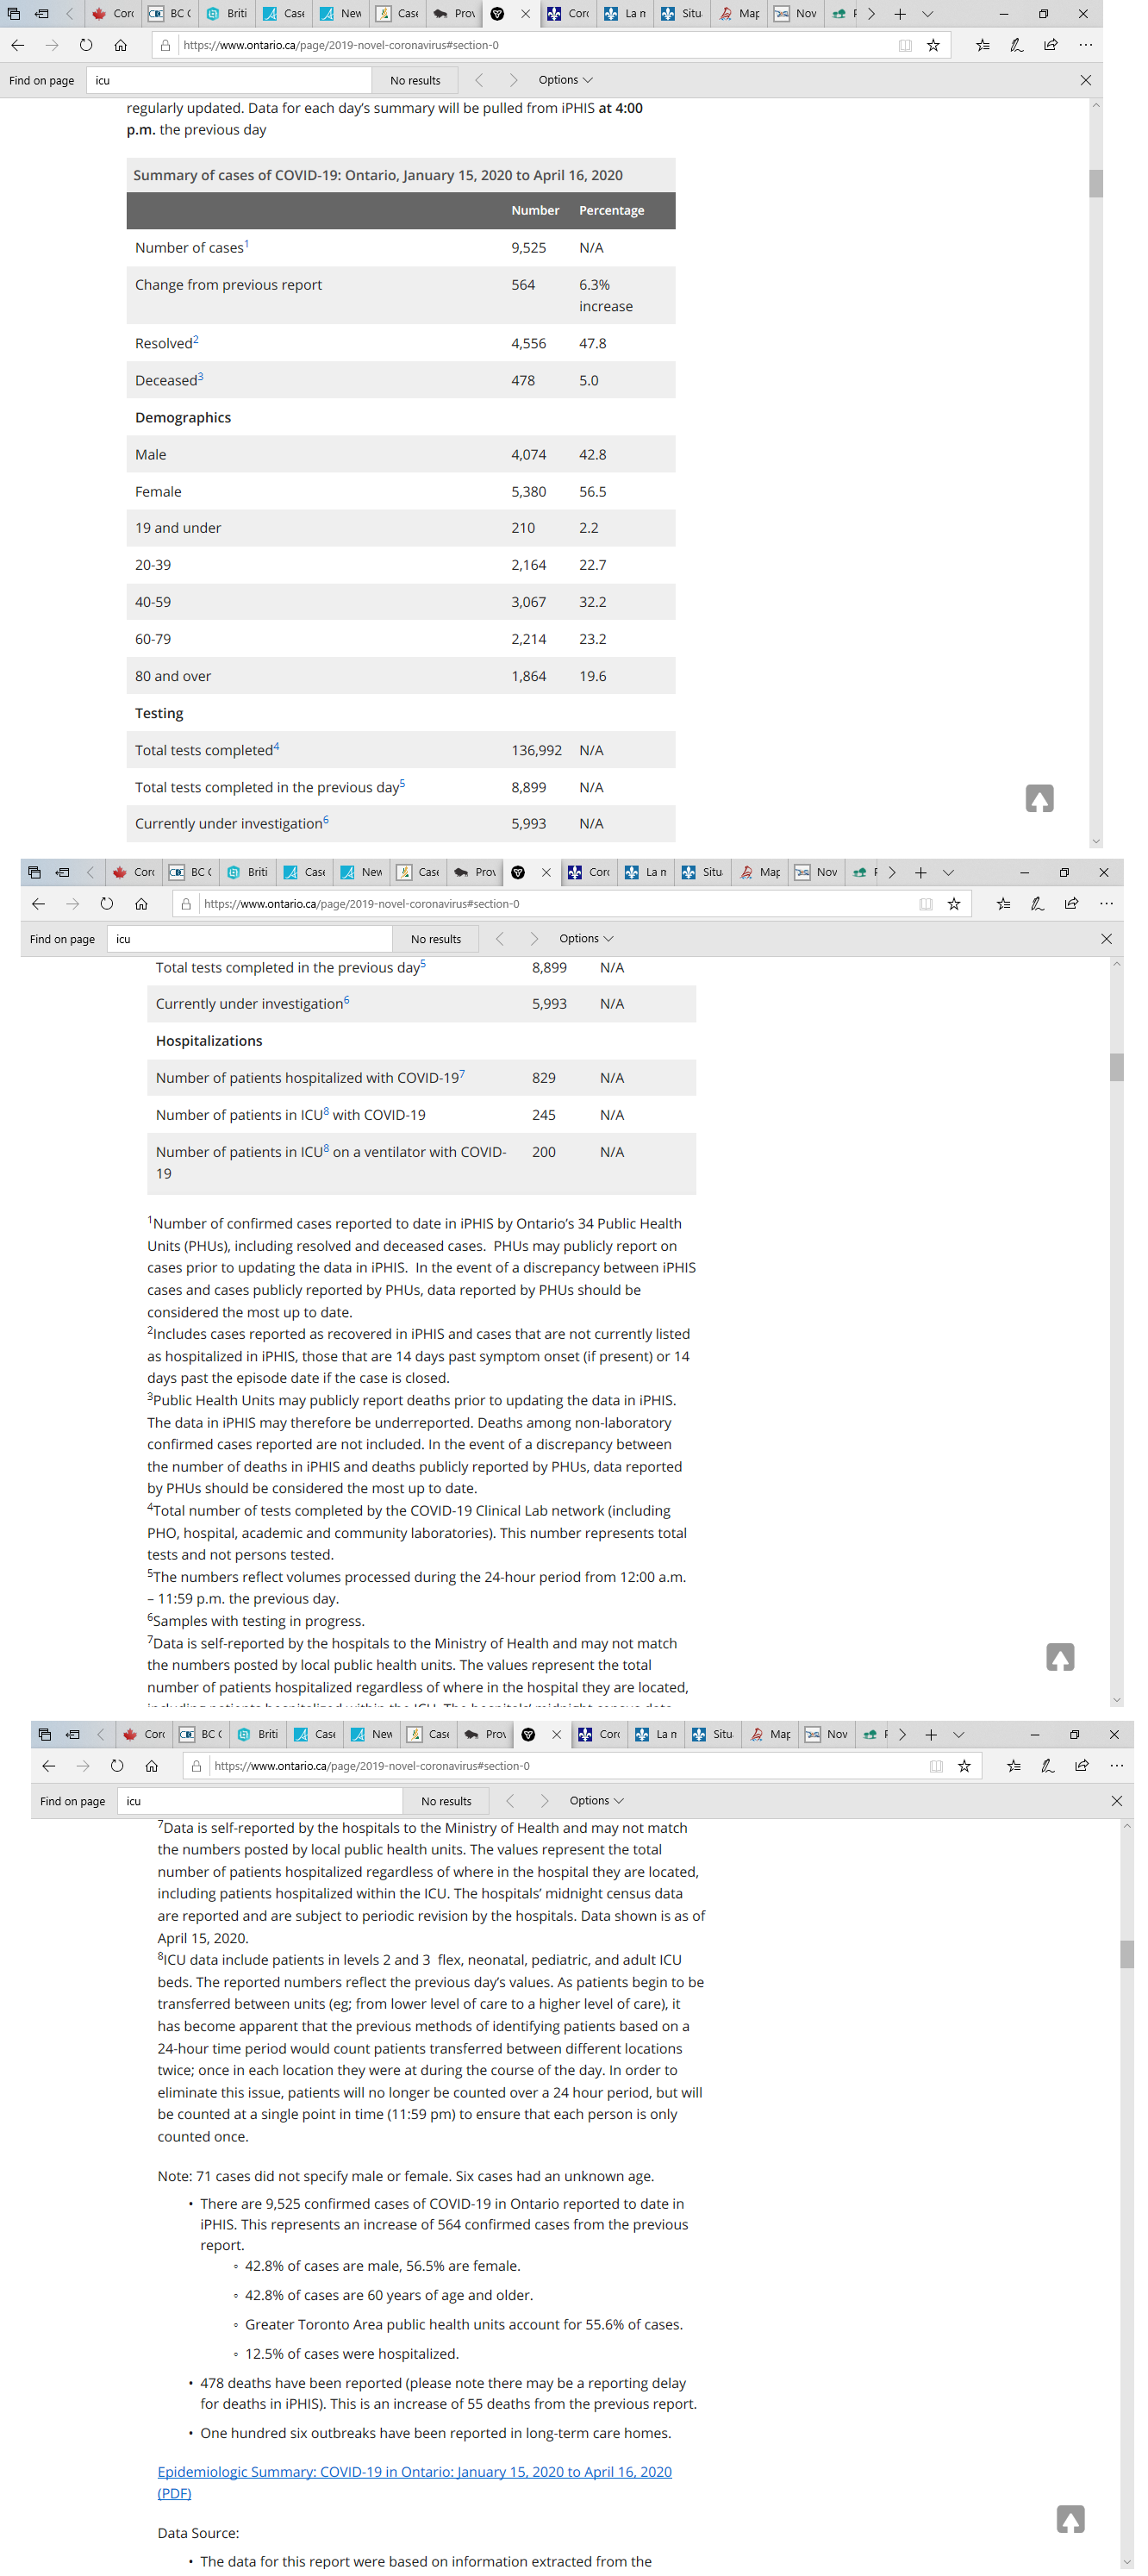 Corc BC C Briti Case New Case Prov Corc La n Situ Map Nov
https://www.ontario.ca/page/2019-novel-coronavirus#section-0
Find on page icu No results Options
regularly updated. Data for each day's summary will be pulled from iPHIS at 4:00
p.m. the previous day
Summary of cases of COVID-19: Ontario, January 15, 2020 to April 16, 2020
Number Percentage
Number of cases1 9,525 N/A
Change from previous report 564 6.3%
increase
Resolved2 4,556 47.8
Deceased3 478 5.0
Demographics
Male 4,074 42.8
Female 5,380 56.5
19 and under 210 2.2
20-39 2,164 22.7
40-59 3,067 32.2
60-79 2,214 23.2
80 and over 1,864 19.6
Testing
Total tests completed4 136,992 N/A
Total tests completed in the previous day5 8,899 N/A
Currently under investigation6 5,993 N/A
Corc BC C Briti Case New Case Prov Corc La n Situ Map Nov
https://www.ontario.ca/page/2019-novel-coronavirus#section-0
Find on page icu No results Options
Total tests completed in the previous day5 8,899 N/A
Currently under investigation6 5,993 N/A
Hospitalizations
Number of patients hospitalized with COVID-197 829 N/A
Number of patients in ICU8 with COVID-19 245 N/A
Number of patients in ICU8 on a ventilator with COVID- 200 N/A
19
1Number of confirmed cases reported to date in iPHIS by Ontario's 34 Public Health
Units (PHUs), including resolved and deceased cases. PHUs may publicly report on
cases prior to updating the data in iPHIS. In the event of a discrepancy between iPHIS
cases and cases publicly reported by PHUs, data reported by PHUs should be
considered the most up to date.
2Includes cases reported as recovered in iPHIS and cases that are not currently listed
as hospitalized in iPHIS, those that are 14 days past symptom onset (if present) or 14
days past the episode date if the case is closed.
3Public Health Units may publicly report deaths prior to updating the data in iPHIS.
The data in iPHIS may therefore be underreported. Deaths among non-laboratory
confirmed cases reported are not included. In the event of a discrepancy between
the number of deaths in iPHIS and deaths publicly reported by PHUs, data reported
by PHUs should be considered the most up to date.
4Total number of tests completed by the COVID-19 Clinical Lab network (including
PHO, hospital, academic and community laboratories). This number represents total
tests and not persons tested.
5The numbers reflect volumes processed during the 24-hour period from 12:00 a.m.
– 11:59 p.m. the previous day.
6Samples with testing in progress.
7Data is self-reported by the hospitals to the Ministry of Health and may not match
the numbers posted by local public health units. The values represent the total
number of patients hospitalized regardless of where in the hospital they are located,
Corc BC C Briti Case New Case Prov Corc La n Situ Map Nov
https://www.ontario.ca/page/2019-novel-coronavirus#section-0
Find on page icu No results Options
7Data is self-reported by the hospitals to the Ministry of Health and may not match
the numbers posted by local public health units. The values represent the total
number of patients hospitalized regardless of where in the hospital they are located,
including patients hospitalized within the ICU. The hospitals' midnight census data
are reported and are subject to periodic revision by the hospitals. Data shown is as of
April 15, 2020.
8ICU data include patients in levels 2 and 3 flex, neonatal, pediatric, and adult ICU
beds. The reported numbers reflect the previous day's values. As patients begin to be
transferred between units (eg; from lower level of care to a higher level of care), it
has become apparent that the previous methods of identifying patients based on a
24-hour time period would count patients transferred between different locations
twice; once in each location they were at during the course of the day. In order to
eliminate this issue, patients will no longer be counted over a 24 hour period, but will
be counted at a single point in time (11:59 pm) to ensure that each person is only
counted once.
Note: 71 cases did not specify male or female. Six cases had an unknown age.
• There are 9,525 confirmed cases of COVID-19 in Ontario reported to date in
iPHIS. This represents an increase of 564 confirmed cases from the previous
report.
◦ 42.8% of cases are male, 56.5% are female.
◦ 42.8% of cases are 60 years of age and older.
◦ Greater Toronto Area public health units account for 55.6% of cases.
◦ 12.5% of cases were hospitalized.
• 478 deaths have been reported (please note there may be a reporting delay
for deaths in iPHIS). This is an increase of 55 deaths from the previous report.
• One hundred six outbreaks have been reported in long-term care homes.
Epidemiologic Summary: COVID-19 in Ontario: January 15, 2020 to April 16, 2020
(PDF)
Data Source:
• The data for this report were based on information extracted from the